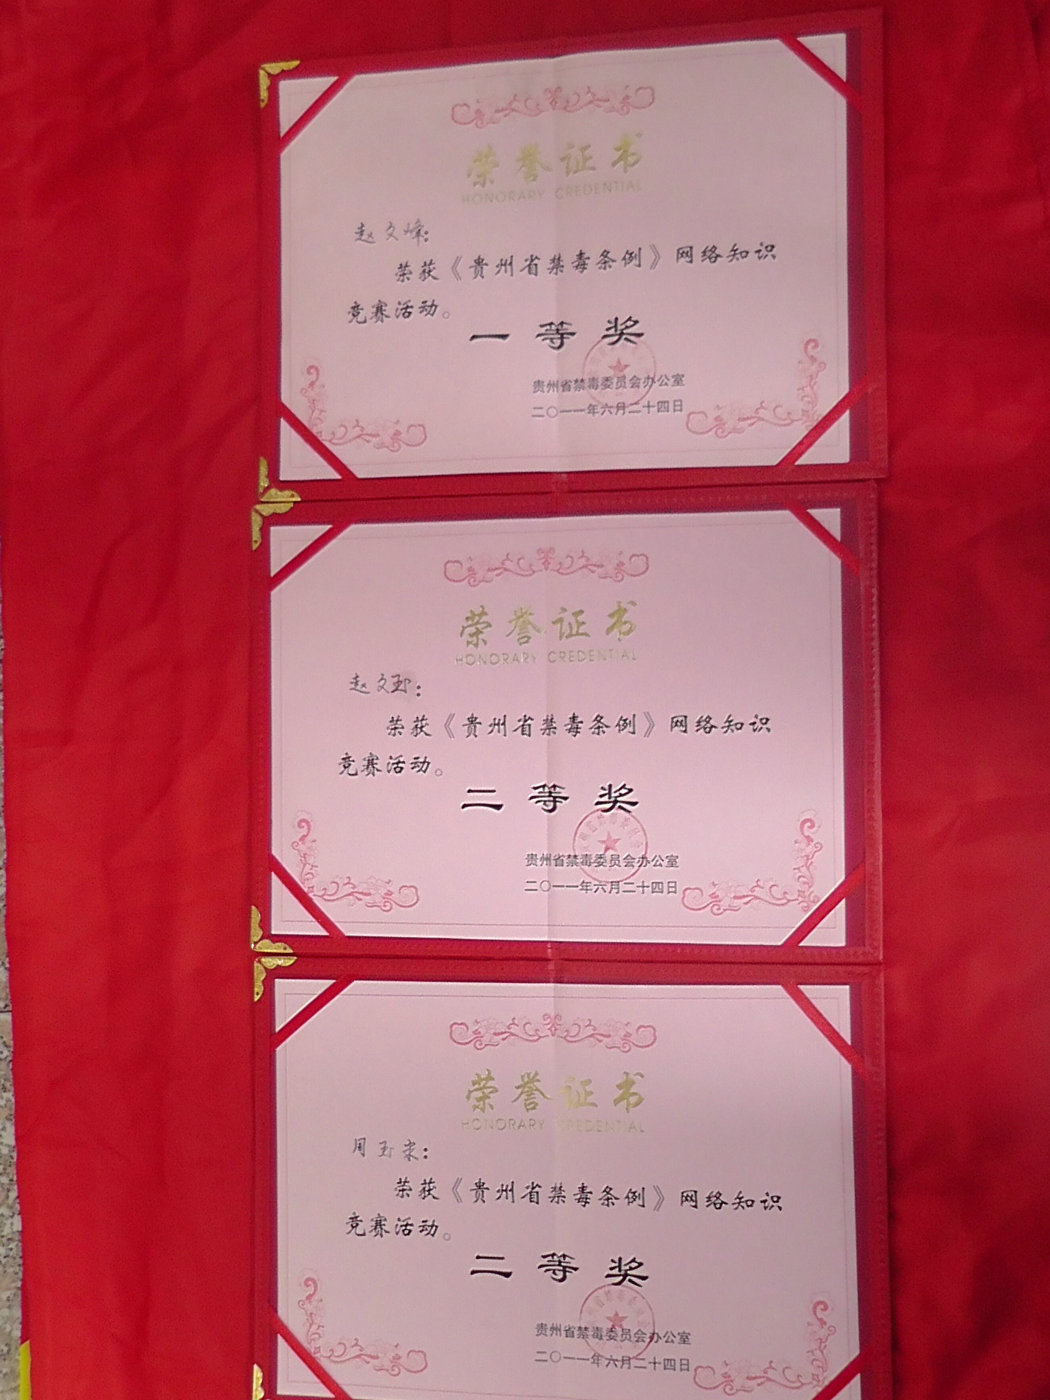 荣誉证书
HONORARY CREDENTIAL
赵文峰：
荣获《贵州省禁毒条例》网络知识
竞赛活动。
一等奖
贵州省禁毒委员会办公室
二〇一一年六月二十四日
荣誉证书
HONORARY CREDENTIAL
赵文郅：
荣获《贵州省禁毒条例》网络知识
竞赛活动。
二等奖
贵州省禁毒委员会办公室
二〇一一年六月二十四日
荣誉证书
HONORARY CREDENTIAL
周玉荣：
荣获《贵州省禁毒条例》网络知识
竞赛活动。
二等奖
贵州省禁毒委员会办公室
二〇一一年六月二十四日